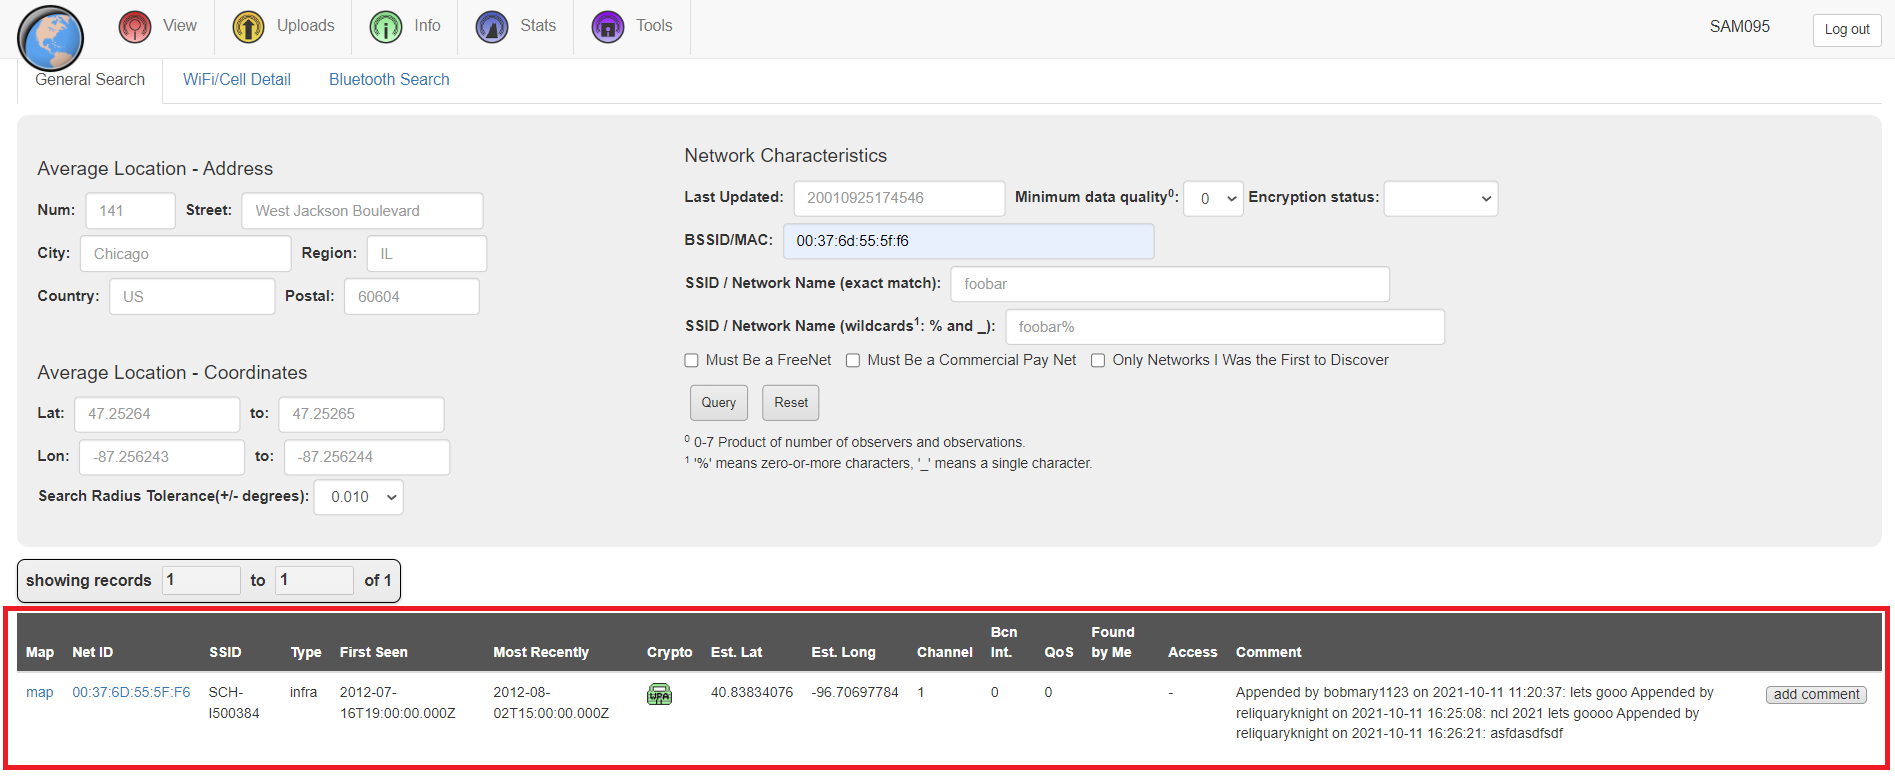 View
Uploads
Info
Stats
Tools
SAM095
Log out
General Search
WiFi/Cell Detail
Bluetooth Search
Average Location - Address
Num: 141 Street: West Jackson Boulevard
City: Chicago Region: IL
Country: US Postal: 60604
Average Location - Coordinates
Lat: 47.25264 to: 47.25265
Lon: -87.256243 to: -87.256244
Search Radius Tolerance(+/- degrees): 0.010
Network Characteristics
Last Updated: 20010925174546 Minimum data quality⁰: 0 Encryption status:
BSSID/MAC: 00:37:6d:55:5f:f6
SSID / Network Name (exact match): foobar
SSID / Network Name (wildcards¹: % and _): foobar%
Must Be a FreeNet Must Be a Commercial Pay Net Only Networks I Was the First to Discover
Query Reset
⁰ 0-7 Product of number of observers and observations.
¹ '%' means zero-or-more characters, '_' means a single character.
showing records 1 to 1 of 1
Map Net ID SSID Type First Seen Most Recently Crypto Est. Lat Est. Long Channel Bcn Int. QoS Found by Me Access Comment
map 00:37:6D:55:5F:F6 SCH-I500384 infra 2012-07-16T19:00:00.000Z 2012-08-02T15:00:00.000Z WPA 40.83834076 -96.70697784 1 0 0 - Appended by bobmary1123 on 2021-10-11 11:20:37: lets gooo Appended by
reliquaryknight on 2021-10-11 16:25:08: ncl 2021 lets goooo Appended by
reliquaryknight on 2021-10-11 16:26:21: asfdasdfsdf
add comment